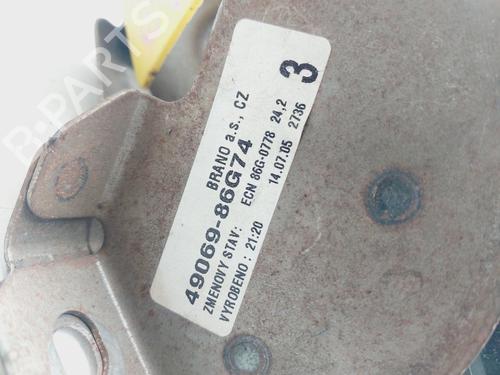 BRANO a.s., CZ
49069-86G74
ZMENOVY STAV: ECN 86G-0778 24,2
VYROBENO: 21:20 14.07.05 2736
3
R-PARTS